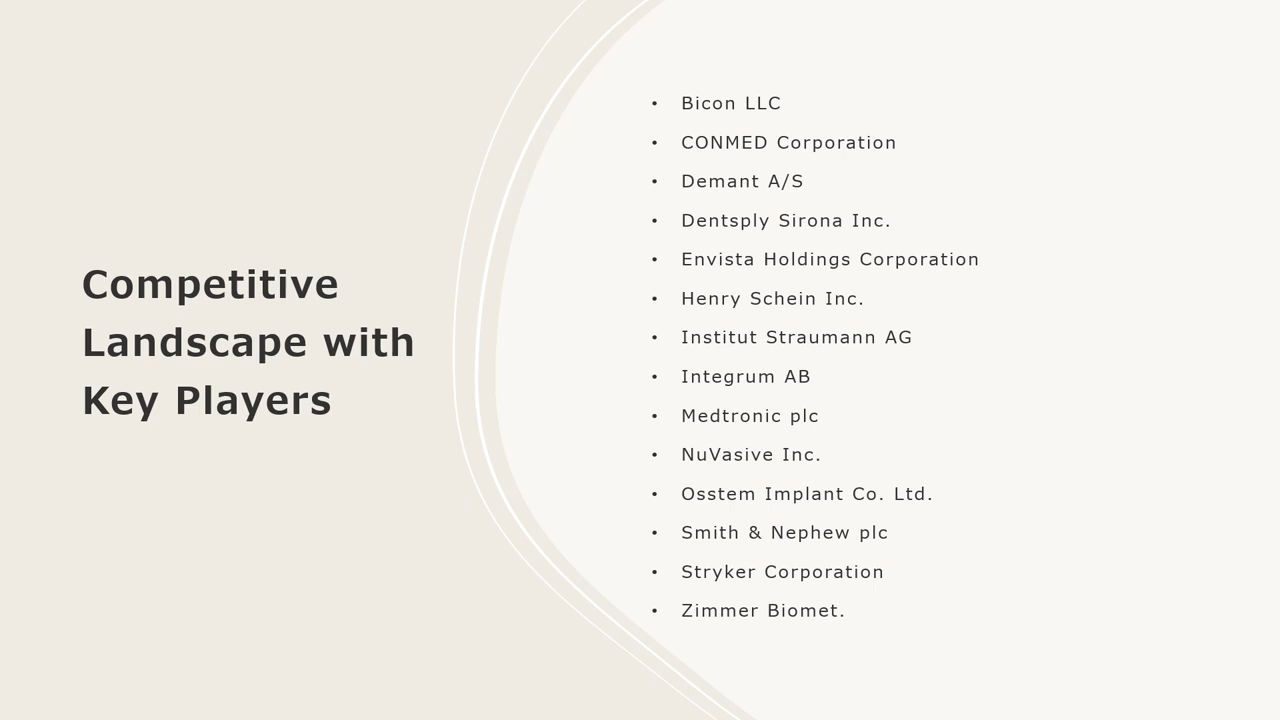 Competitive
Landscape with
Key Players
• Bicon LLC
• CONMED Corporation
• Demant A/S
• Dentsply Sirona Inc.
• Envista Holdings Corporation
• Henry Schein Inc.
• Institut Straumann AG
• Integrum AB
• Medtronic plc
• NuVasive Inc.
• Osstem Implant Co. Ltd.
• Smith & Nephew plc
• Stryker Corporation
• Zimmer Biomet.